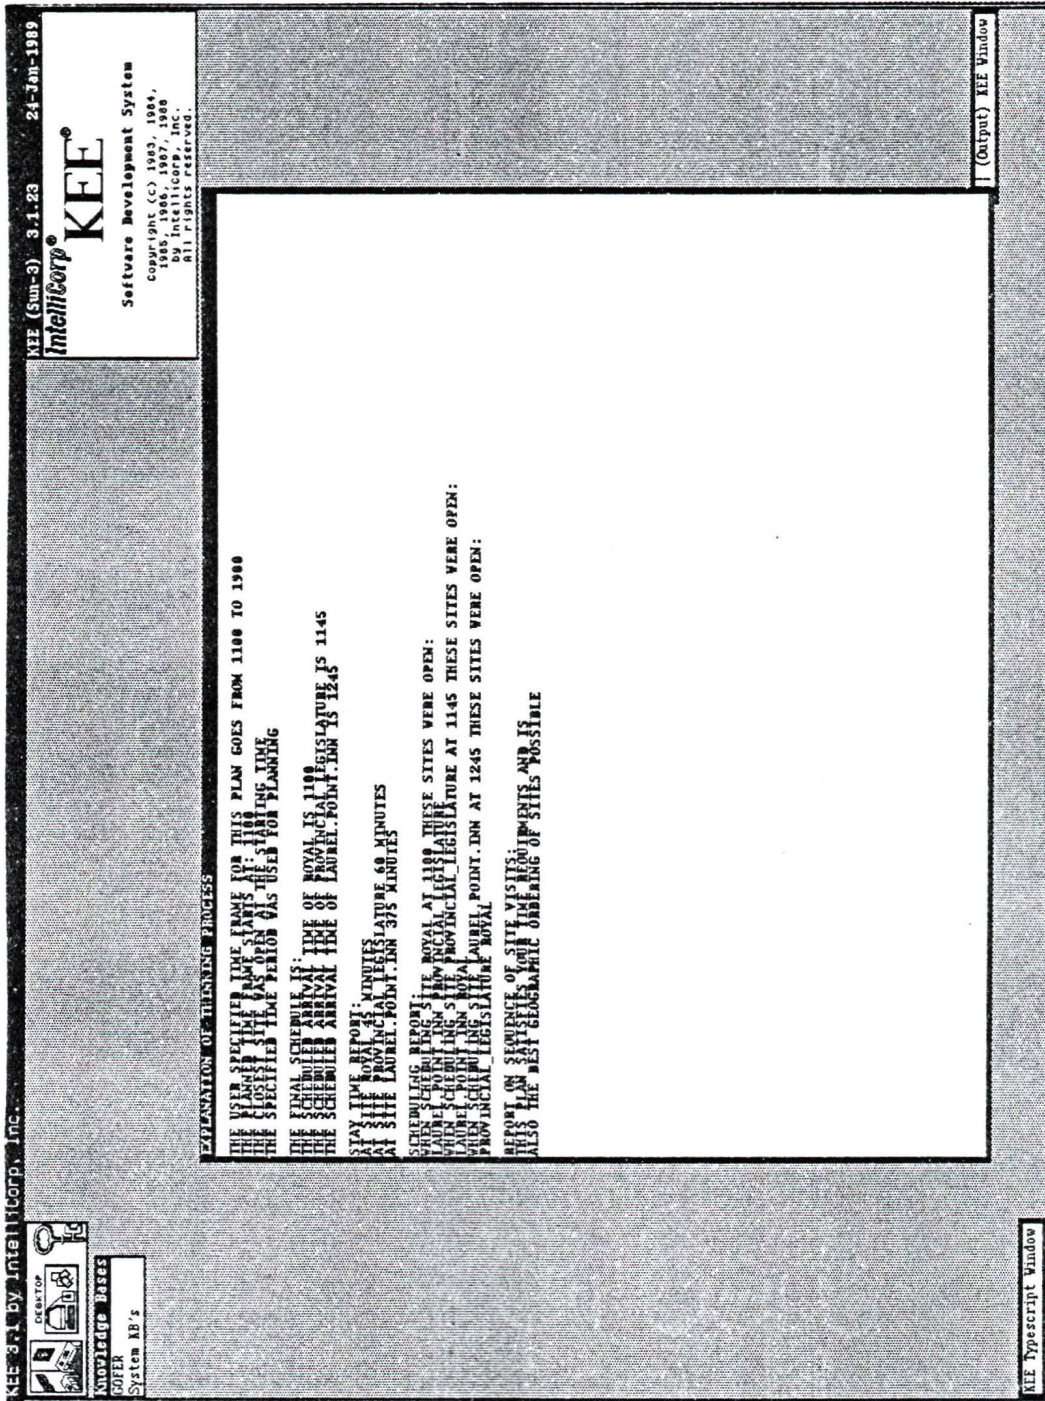 KEE 3.1 by IntelliCorp, Inc.
KEE (Sun-3) 3.1.23 24-Jan-1989
DESKTOP
IntelliCorp®
KEE®
Software Development System
Copyright (c) 1983, 1984,
1985, 1986, 1987, 1988
by IntelliCorp, Inc.
All rights reserved.
Knowledge Bases
GOFER
System KB's
EXPLANATION OF THINKING PROCESS
THE USER SPECIFIED TIME FRAME FOR THIS PLAN GOES FROM 1100 TO 1900
THE PLANNED TIME FRAME STARTS AT: 1100
THE CLOSEST SITE WAS OPEN AT THE STARTING TIME
THE SPECIFIED TIME PERIOD WAS USED FOR PLANNING
THE FINAL SCHEDULE IS:
THE SCHEDULED ARRIVAL TIME OF ROYAL IS 1100
THE SCHEDULED ARRIVAL TIME OF PROVINCIAL_LEGISLATURE IS 1145
THE SCHEDULED ARRIVAL TIME OF LAUREL.POINT.INN IS 1245
STAY TIME REPORT:
AT SITE ROYAL 45 MINUTES
AT SITE PROVINCIAL_LEGISLATURE 60 MINUTES
AT SITE LAUREL.POINT.INN 375 MINUTES
SCHEDULING REPORT:
WHEN SCHEDULING SITE ROYAL AT 1100 THESE SITES WERE OPEN:
LAUREL.POINT.INN PROVINCIAL_LEGISLATURE
WHEN SCHEDULING SITE PROVINCIAL_LEGISLATURE AT 1145 THESE SITES WERE OPEN:
LAUREL.POINT.INN ROYAL
WHEN SCHEDULING SITE LAUREL.POINT.INN AT 1245 THESE SITES WERE OPEN:
PROVINCIAL_LEGISLATURE ROYAL
REPORT ON SEQUENCE OF SITE VISITS:
THIS PLAN SATISFIES YOUR TIME REQUIREMENTS AND IS
ALSO THE BEST GEOGRAPHIC ORDERING OF SITES POSSIBLE
KEE Typescript Window
(Output) KEE Window